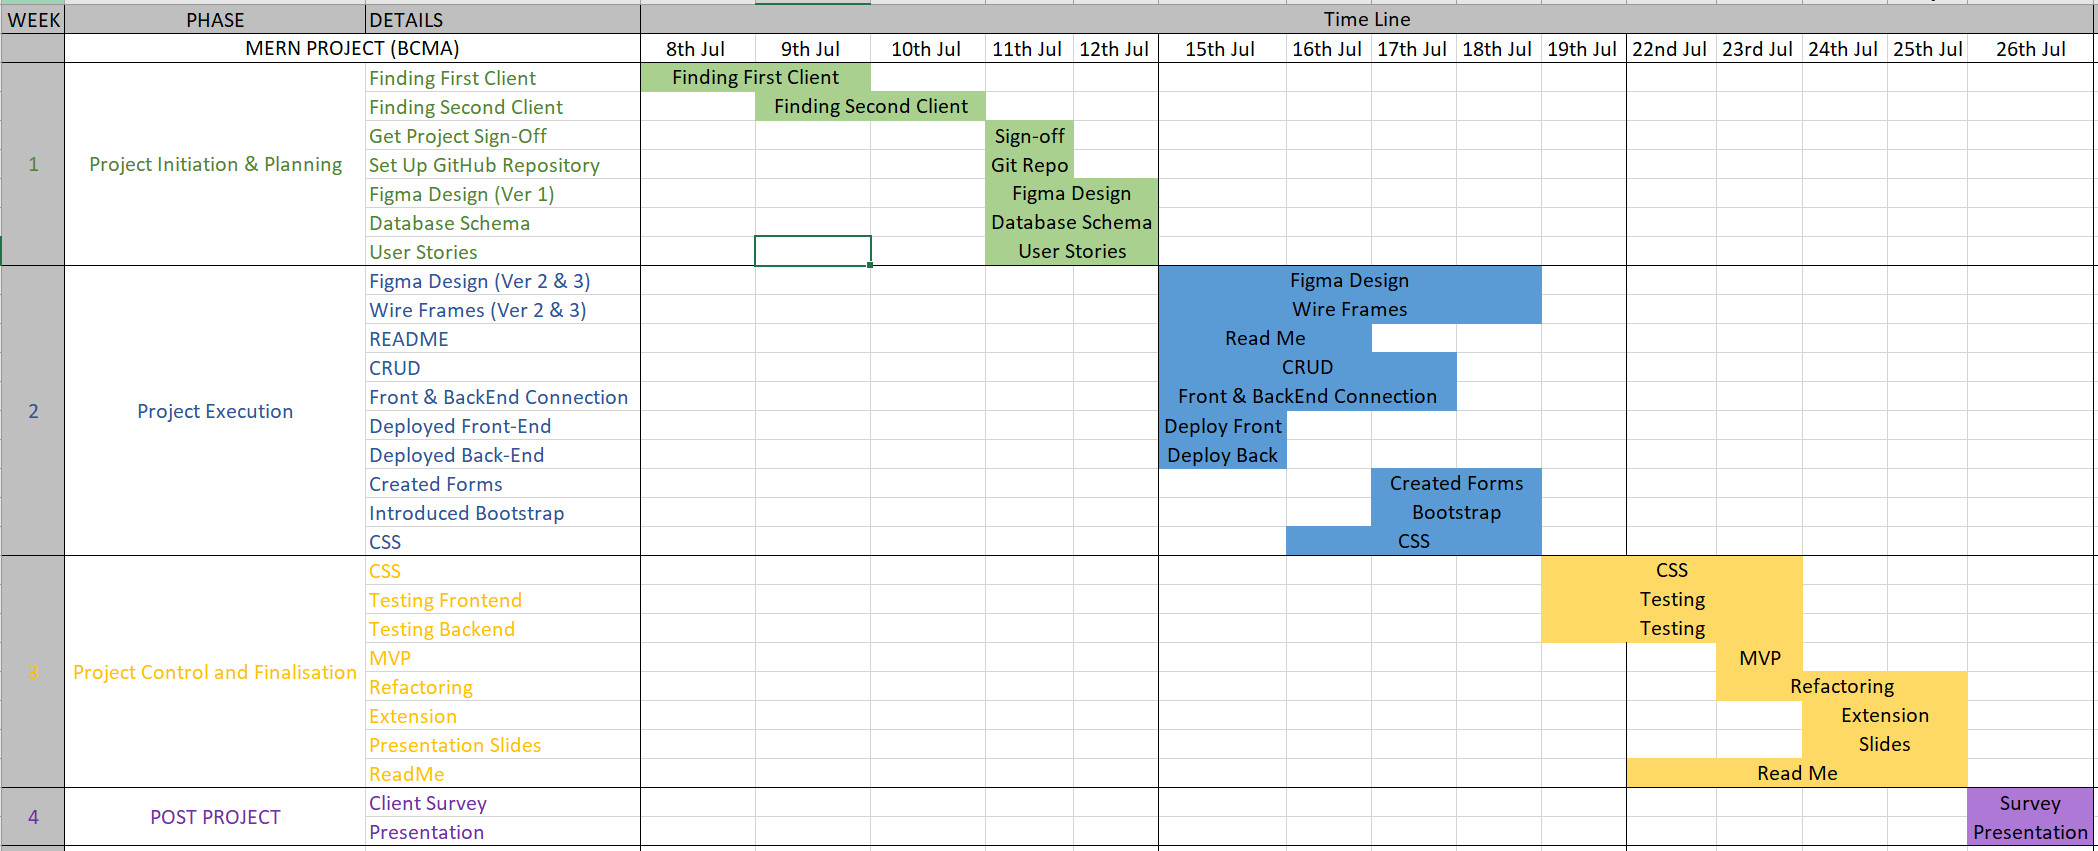 WEEK PHASE DETAILS Time Line
MERN PROJECT (BCMA) 8th Jul 9th Jul 10th Jul 11th Jul 12th Jul 15th Jul 16th Jul 17th Jul 18th Jul 19th Jul 22nd Jul 23rd Jul 24th Jul 25th Jul 26th Jul
Finding First Client Finding First Client
Finding Second Client Finding Second Client
Get Project Sign-Off Sign-off
1 Project Initiation & Planning Set Up GitHub Repository Git Repo
Figma Design (Ver 1) Figma Design
Database Schema Database Schema
User Stories User Stories
Figma Design (Ver 2 & 3) Figma Design
Wire Frames (Ver 2 & 3) Wire Frames
README Read Me
CRUD CRUD
2 Project Execution Front & BackEnd Connection Front & BackEnd Connection
Deployed Front-End Deploy Front
Deployed Back-End Deploy Back
Created Forms Created Forms
Introduced Bootstrap Bootstrap
CSS CSS
CSS CSS
Testing Frontend Testing
Testing Backend Testing
MVP MVP
3 Project Control and Finalisation Refactoring Refactoring
Extension Extension
Presentation Slides Slides
ReadMe Read Me
4 POST PROJECT Client Survey Survey
Presentation Presentation